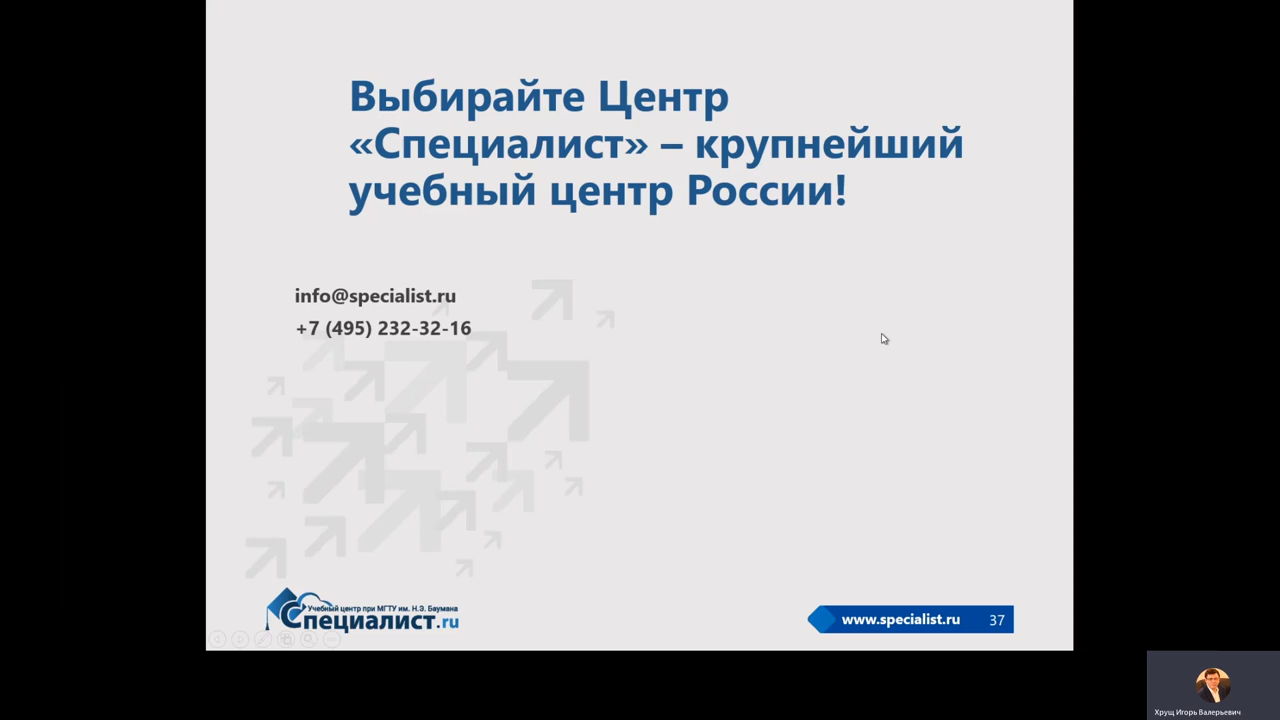 Выбирайте Центр
«Специалист» – крупнейший
учебный центр России!
info@specialist.ru
+7 (495) 232-32-16
Учебный центр при МГТУ им. Н.Э. Баумана
Специалист.ru
www.specialist.ru 37
Хрущ Игорь Валерьевич